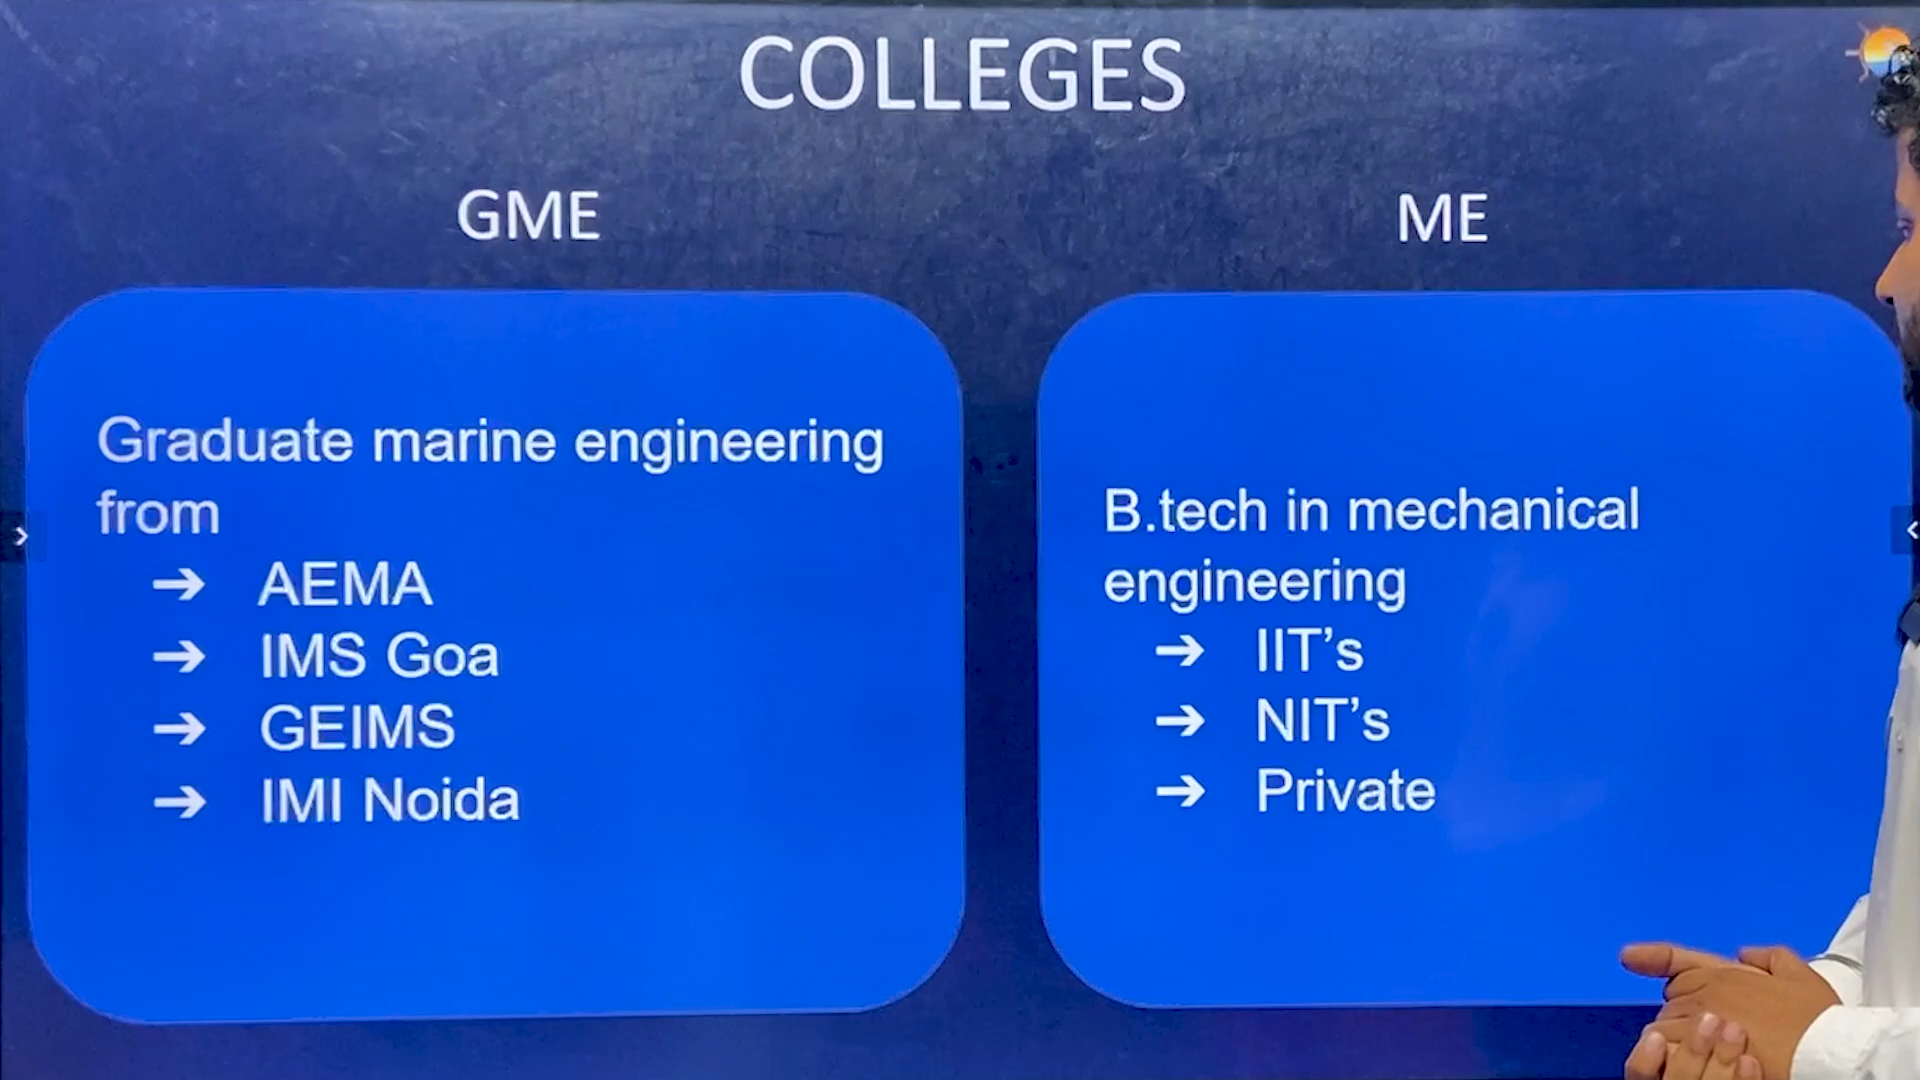 COLLEGES
GME
Graduate marine engineering
from
➔ AEMA
➔ IMS Goa
➔ GEIMS
➔ IMI Noida
ME
B.tech in mechanical
engineering
➔ IIT’s
➔ NIT’s
➔ Private